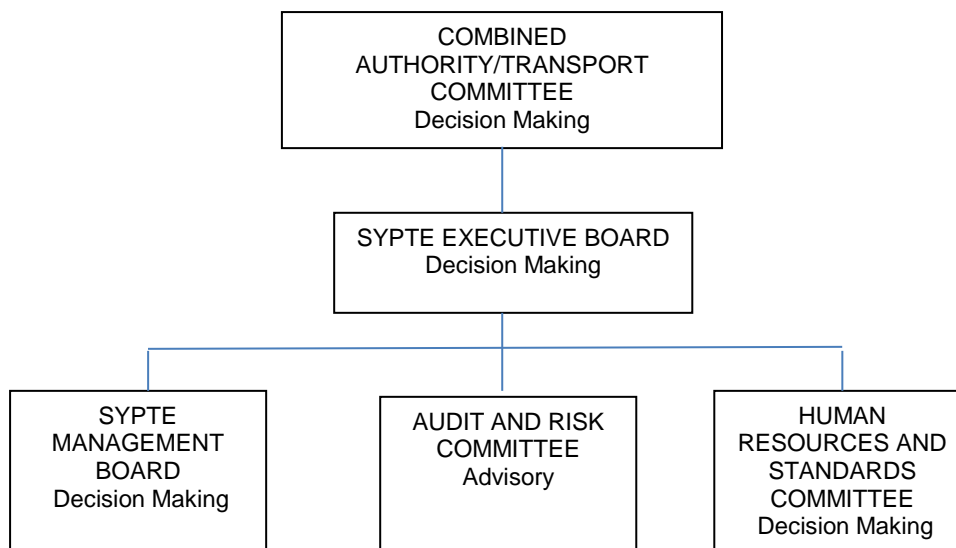 COMBINED
AUTHORITY/TRANSPORT
COMMITTEE
Decision Making
SYPTE EXECUTIVE BOARD
Decision Making
SYPTE
MANAGEMENT
BOARD
Decision Making
AUDIT AND RISK
COMMITTEE
Advisory
HUMAN
RESOURCES AND
STANDARDS
COMMITTEE
Decision Making